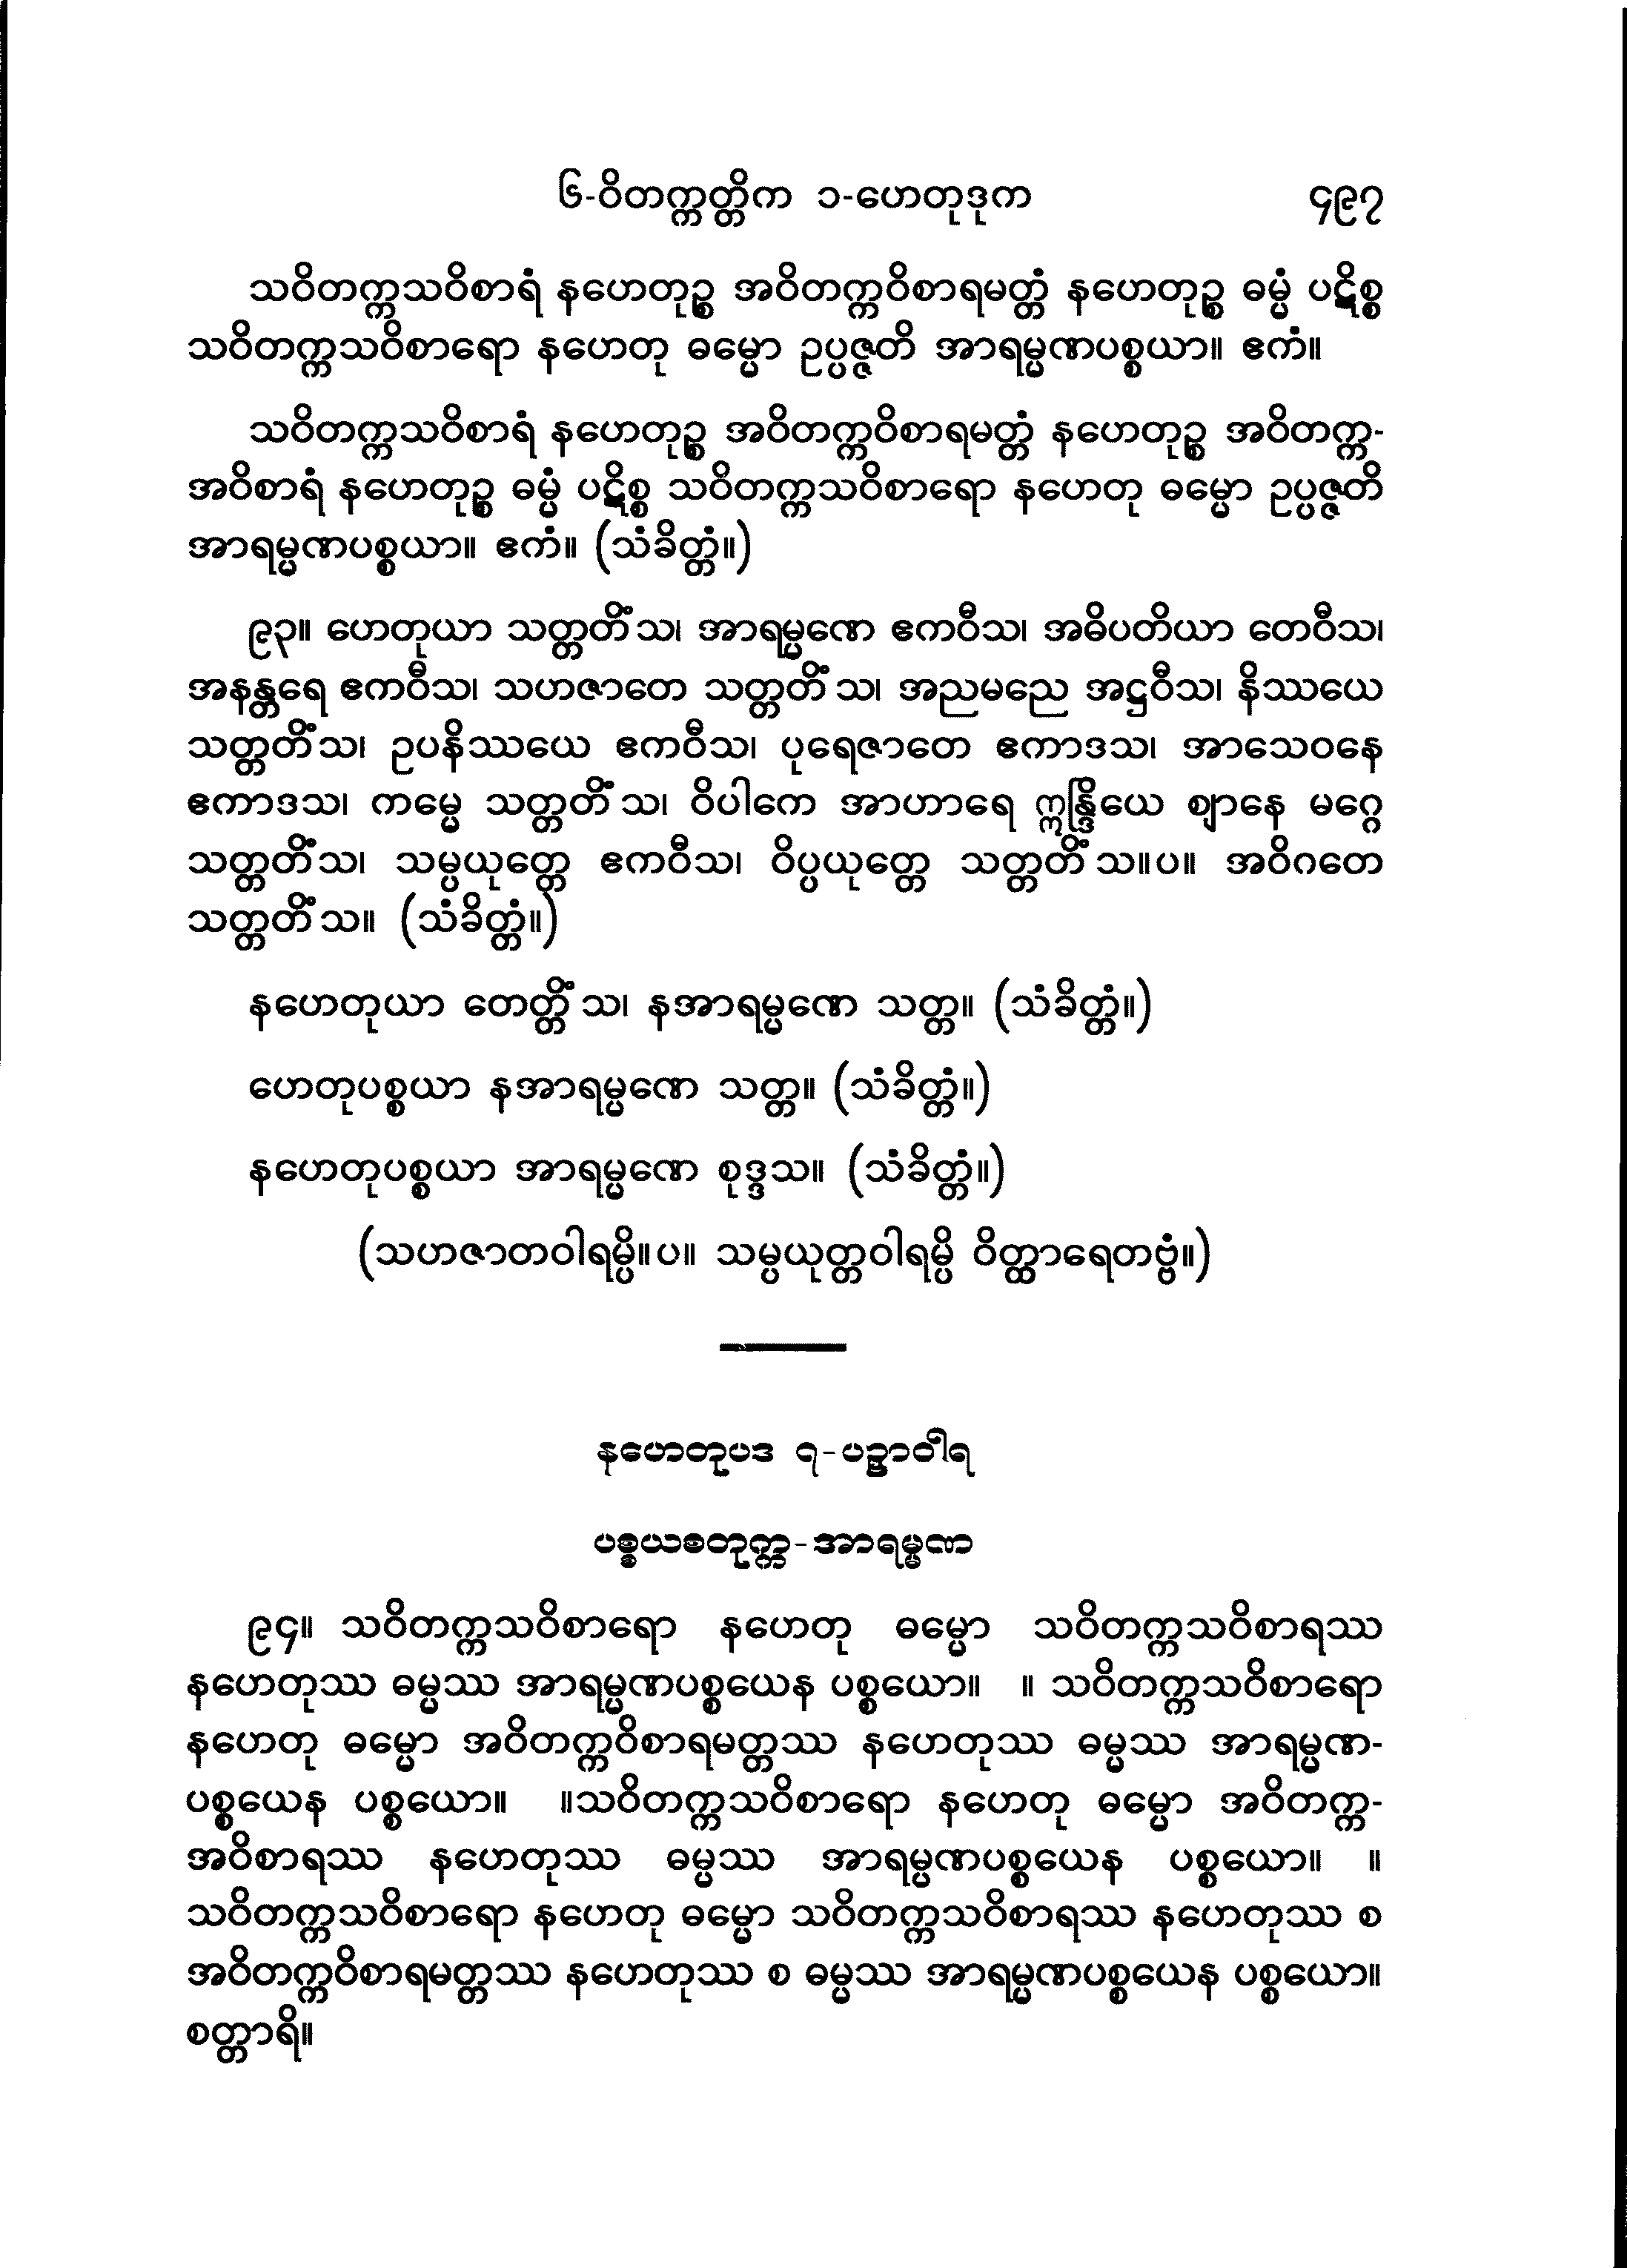 ၆-ဝိတက္ကတ္တိက ၁-ဟေတုဒုက ၄၉၇
သဝိတက္ကသဝိစာရံ နဟေတုဉ္စ အဝိတက္ကဝိစာရမတ္တံ နဟေတုဉ္စ ဓမ္မံ ပဋိစ္စ
သဝိတက္ကသဝိစာရော နဟေတု ဓမ္မော ဥပ္ပဇ္ဇတိ အာရမ္မဏပစ္စယာ။ ဧကံ။
သဝိတက္ကသဝိစာရံ နဟေတုဉ္စ အဝိတက္ကဝိစာရမတ္တံ နဟေတုဉ္စ အဝိတက္က-
အဝိစာရံ နဟေတုဉ္စ ဓမ္မံ ပဋိစ္စ သဝိတက္ကသဝိစာရော နဟေတု ဓမ္မော ဥပ္ပဇ္ဇတိ
အာရမ္မဏပစ္စယာ။ ဧကံ။ (သံခိတ္တံ။)
၉၃။ ဟေတုယာ သတ္တတိံသ၊ အာရမ္မဏေ ဧကဝီသ၊ အဓိပတိယာ တေဝီသ၊
အနန္တရေ ဧကဝီသ၊ သဟဇာတေ သတ္တတိံသ၊ အညမညေ အဋ္ဌဝီသ၊ နိဿယေ
သတ္တတိံသ၊ ဥပနိဿယေ ဧကဝီသ၊ ပုရေဇာတေ ဧကာဒသ၊ အာသေဝနေ
ဧကာဒသ၊ ကမ္မေ သတ္တတိံသ၊ ဝိပါကေ အာဟာရေ ဣန္ဒြိယေ ဈာနေ မဂ္ဂေ
သတ္တတိံသ၊ သမ္ပယုတ္တေ ဧကဝီသ၊ ဝိပ္ပယုတ္တေ သတ္တတိံသ။ပ။ အဝိဂတေ
သတ္တတိံသ။ (သံခိတ္တံ။)
နဟေတုယာ တေတ္တိံသ၊ နအာရမ္မဏေ သတ္တ။ (သံခိတ္တံ။)
ဟေတုပစ္စယာ နအာရမ္မဏေ သတ္တ။ (သံခိတ္တံ။)
နဟေတုပစ္စယာ အာရမ္မဏေ စုဒ္ဒသ။ (သံခိတ္တံ။)
(သဟဇာတဝါရမ္ပိ။ပ။ သမ္ပယုတ္တဝါရမ္ပိ ဝိတ္ထာရေတဗ္ဗံ။)
နဟေတုပဒ ၇-ပဉှာဝါရ
ပစ္စယစတုက္က-အာရမ္မဏ
၉၄။ သဝိတက္ကသဝိစာရော နဟေတု ဓမ္မော သဝိတက္ကသဝိစာရဿ
နဟေတုဿ ဓမ္မဿ အာရမ္မဏပစ္စယေန ပစ္စယော။ ။ သဝိတက္ကသဝိစာရော
နဟေတု ဓမ္မော အဝိတက္ကဝိစာရမတ္တဿ နဟေတုဿ ဓမ္မဿ အာရမ္မဏ-
ပစ္စယေန ပစ္စယော။ ။သဝိတက္ကသဝိစာရော နဟေတု ဓမ္မော အဝိတက္က-
အဝိစာရဿ နဟေတုဿ ဓမ္မဿ အာရမ္မဏပစ္စယေန ပစ္စယော။ ။
သဝိတက္ကသဝိစာရော နဟေတု ဓမ္မော သဝိတက္ကသဝိစာရဿ နဟေတုဿ စ
အဝိတက္ကဝိစာရမတ္တဿ နဟေတုဿ စ ဓမ္မဿ အာရမ္မဏပစ္စယေန ပစ္စယော။
စတ္တာရိ။